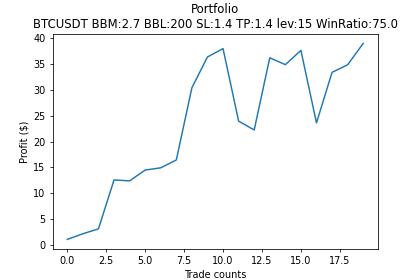 Portfolio
BTCUSDT BBM:2.7 BBL:200 SL:1.4 TP:1.4 lev:15 WinRatio:75.0
40
35
30
25
20
15
10
5
0
Profit ($)
0.0 2.5 5.0 7.5 10.0 12.5 15.0 17.5
Trade counts